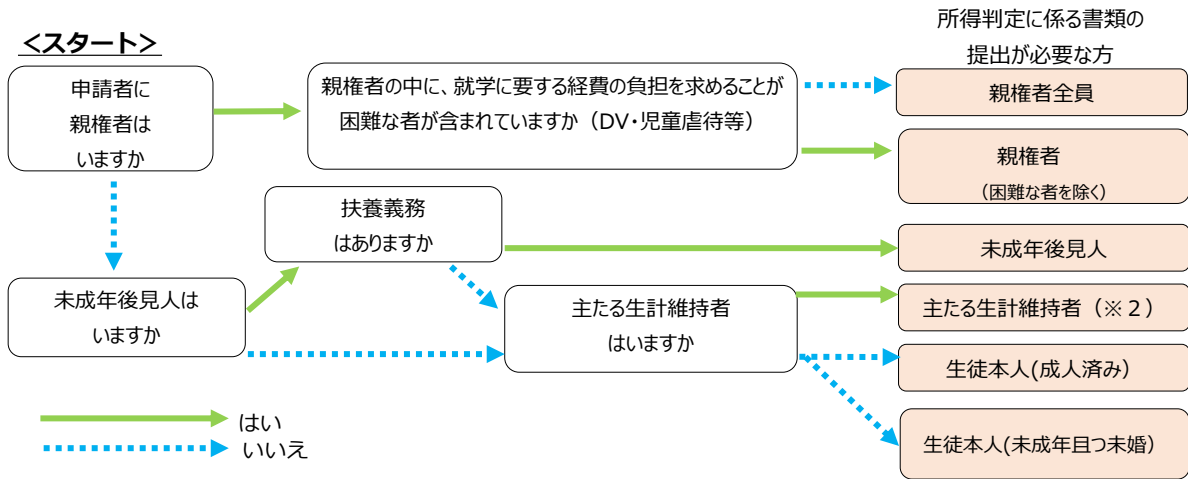 所得判定に係る書類の
提出が必要な方
<スタート>
申請者に
親権者は
いますか
親権者の中に、就学に要する経費の負担を求めることが
困難な者が含まれていますか（DV・児童虐待等）
親権者全員
親権者
（困難な者を除く）
扶養義務
はありますか
未成年後見人
未成年後見人は
いますか
主たる生計維持者
はいますか
主たる生計維持者（※２）
生徒本人(成人済み）
生徒本人(未成年且つ未婚）
はい
いいえ